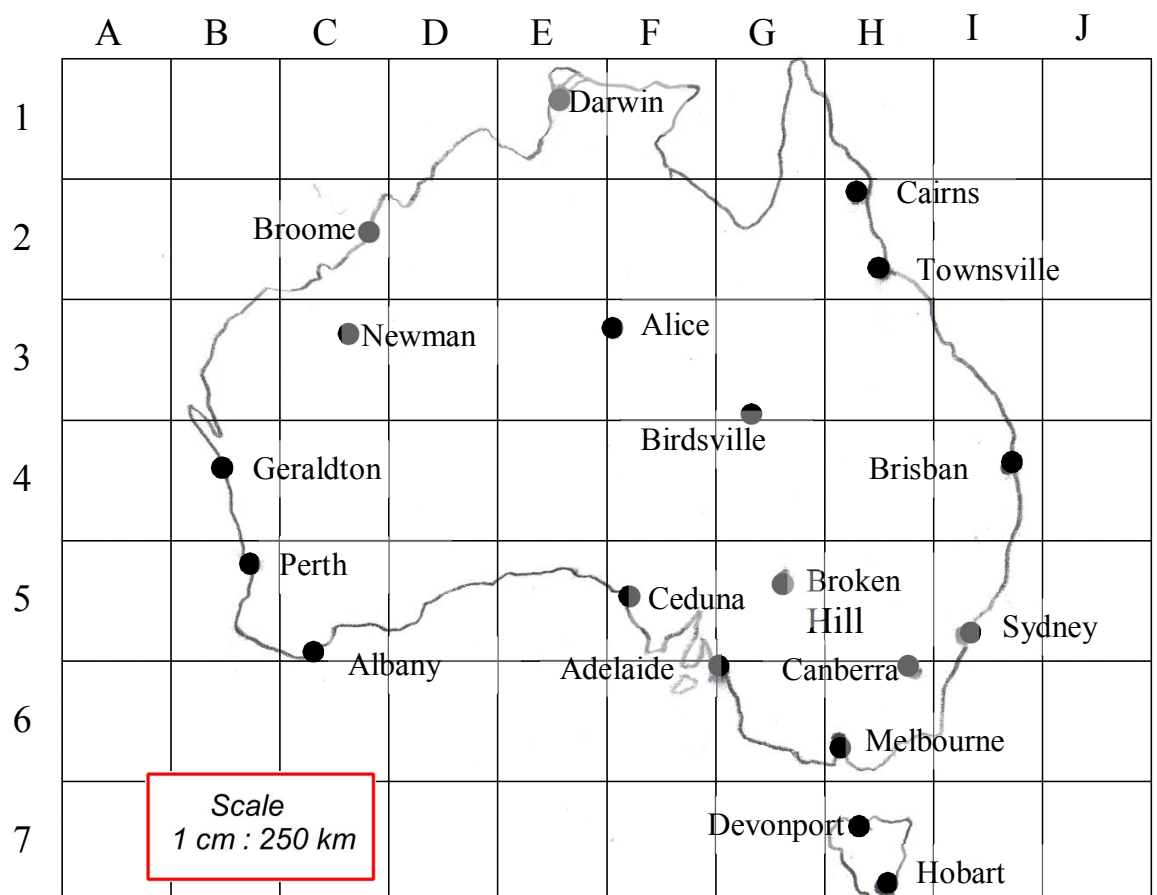 A B C D E F G H I J
1
Darwin
Cairns
Broome
2
Townsville
Alice
3
Newman
Birdsville
4
Geraldton
Brisban
Perth
Broken
5
Ceduna
Hill
Sydney
Albany
Adelaide
Canberra
6
Melbourne
Scale
1 cm : 250 km
7
Devonport
Hobart